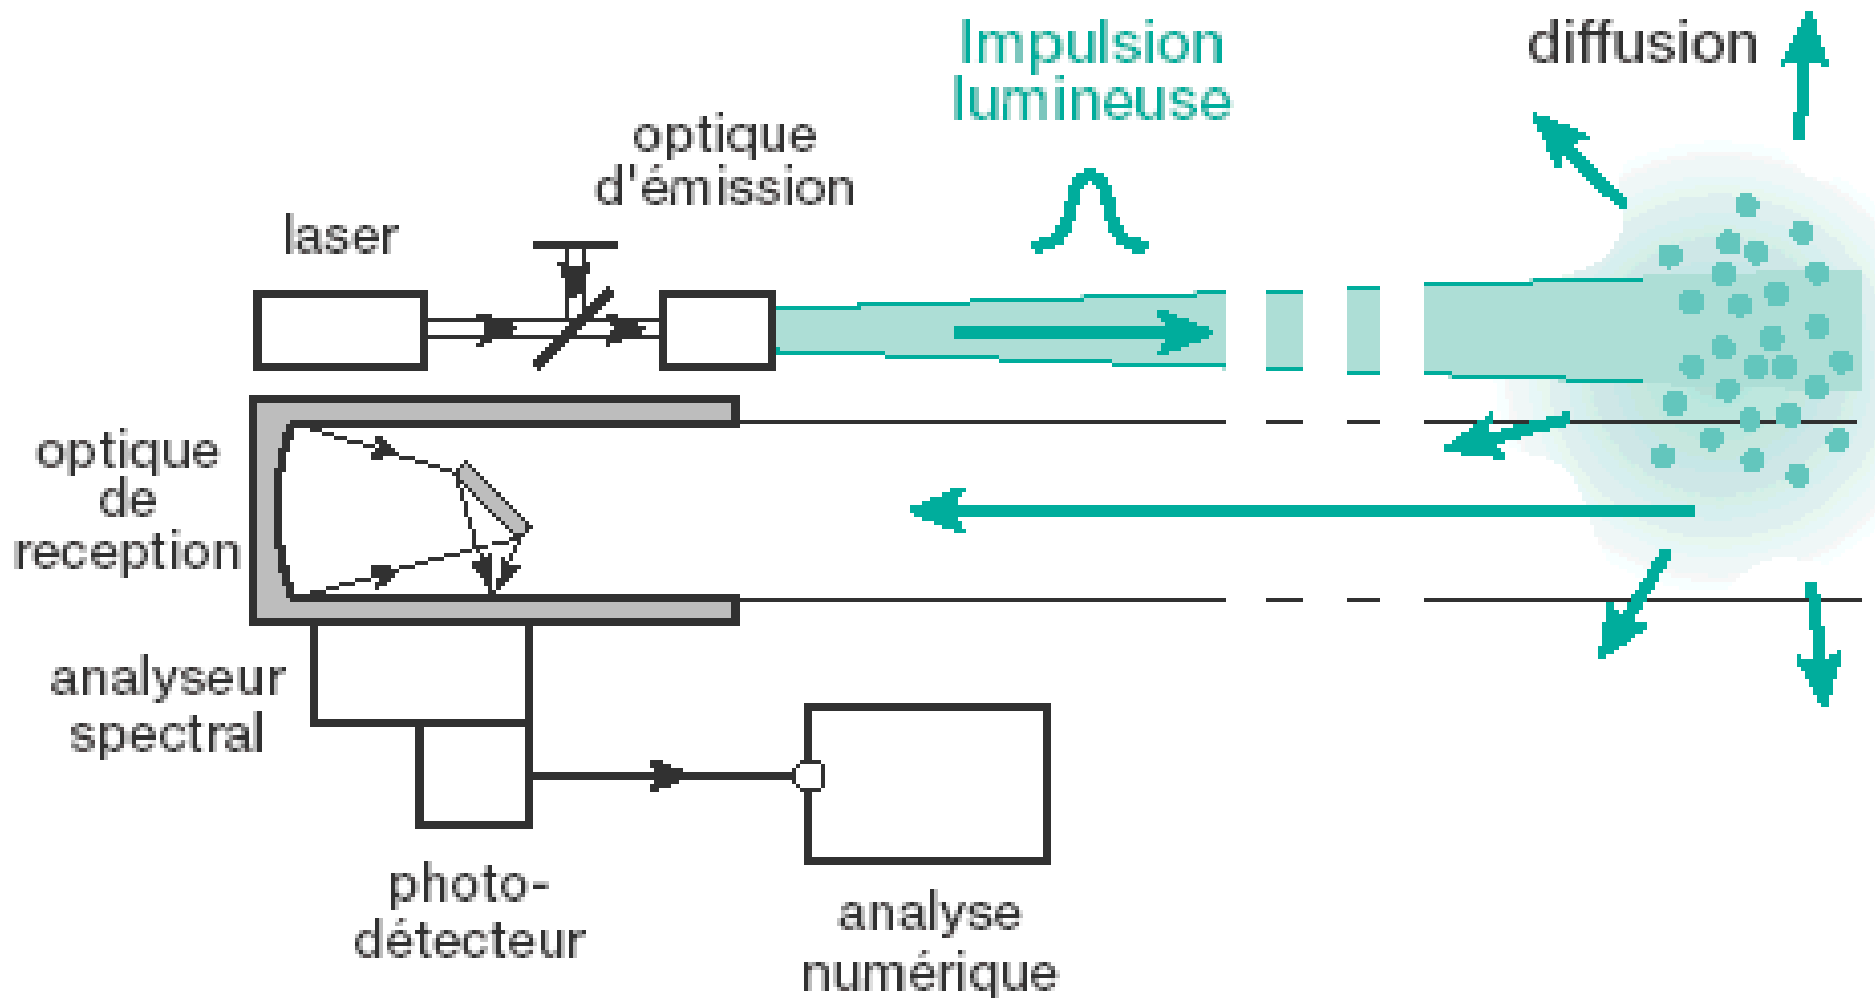 Impulsion
lumineuse
diffusion
optique
d'émission
laser
optique
de
reception
analyseur
spectral
photo-
détecteur
analyse
numérique